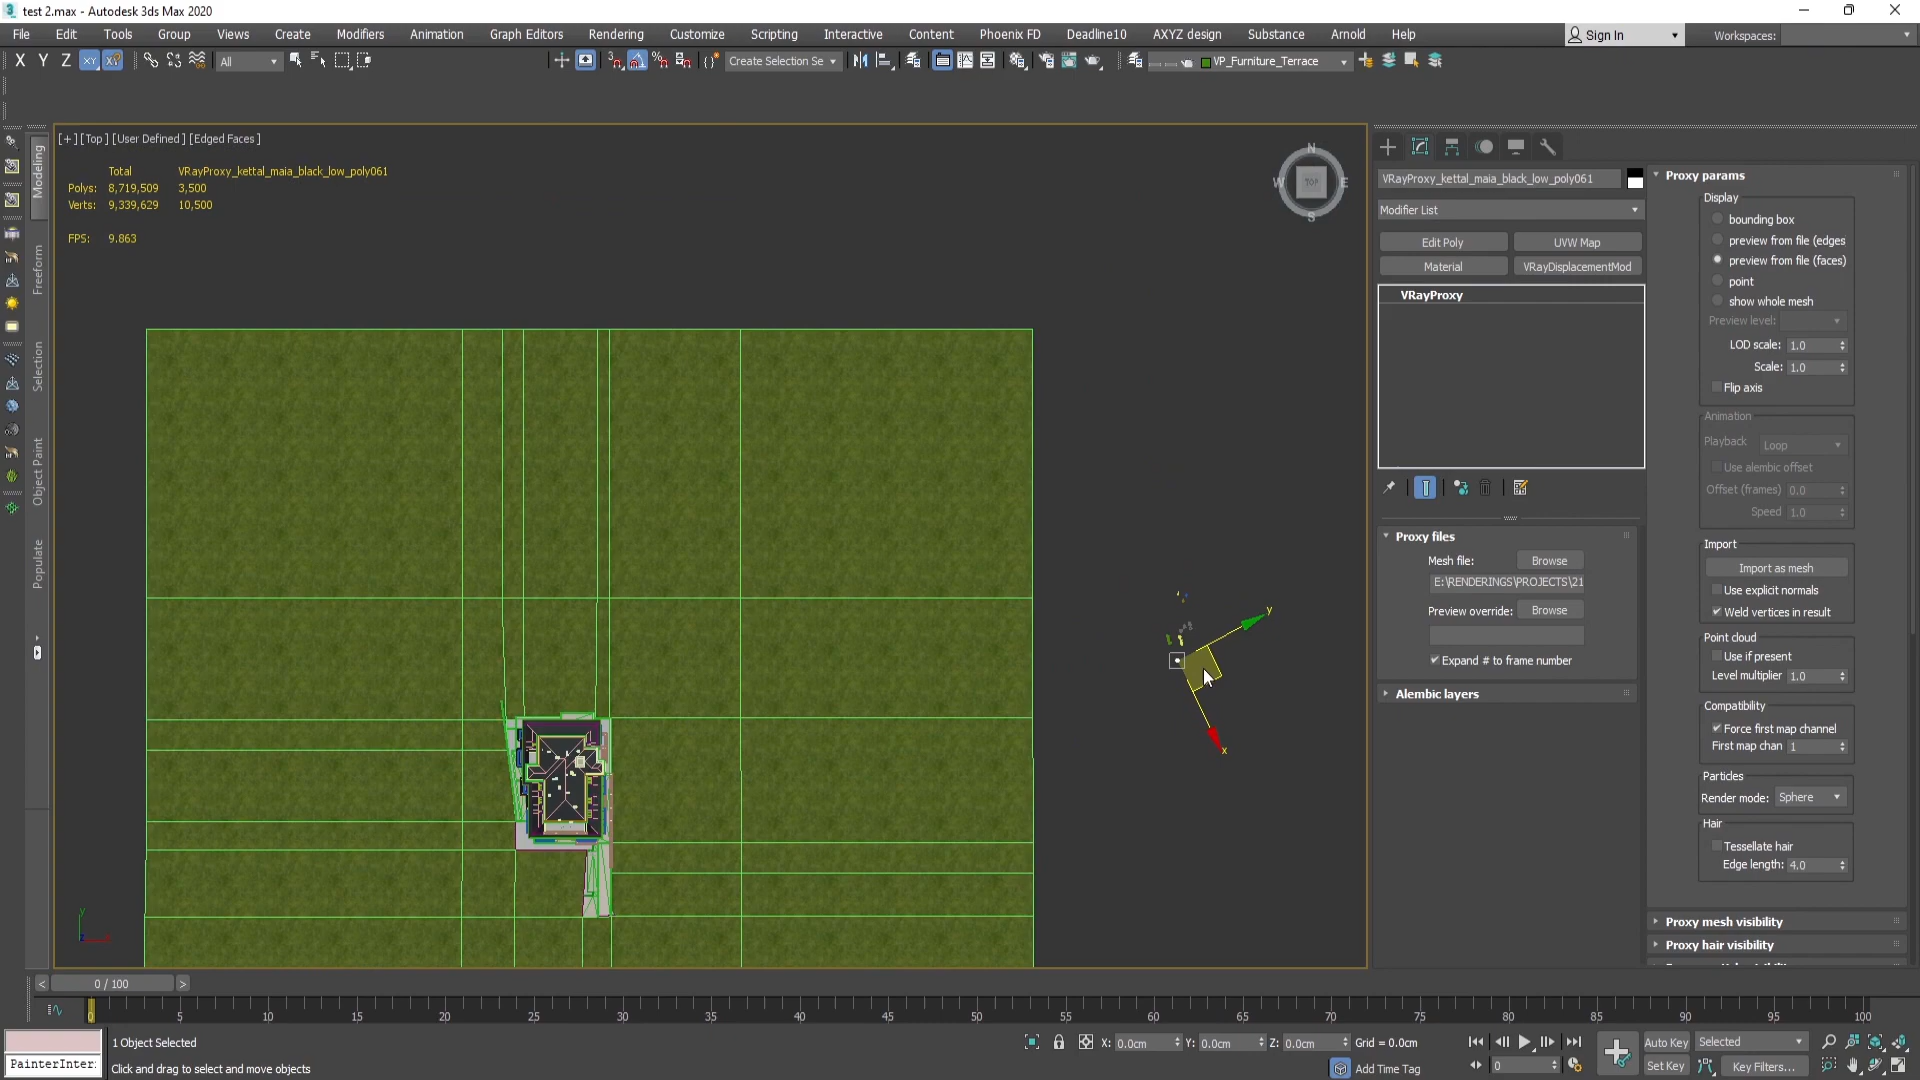 test 2.max - Autodesk 3ds Max 2020
File Edit Tools Group Views Create Modifiers Animation Graph Editors Rendering Customize Scripting Interactive Content Phoenix FD Deadline10 AXYZ design Substance Arnold Help Sign In Workspaces:
X Y Z XY All Create Selection Se VP_Furniture_Terrace
[+] [Top] [User Defined] [Edged Faces]
Total VRayProxy_kettal_maia_black_low_poly061
Polys: 8,719,509 3,500
Verts: 9,339,629 10,500
FPS: 9.863
Modeling
Freeform
Selection
Object Paint
Populate
N
W TOP E
S
y
x
VRayProxy_kettal_maia_black_low_poly061
Modifier List
Edit Poly UVW Map
Material VRayDisplacementMod
VRayProxy
Proxy files
Mesh file: Browse
E:\RENDERINGS\PROJECTS\21
Preview override: Browse
Expand # to frame number
Alembic layers
Proxy params
Display
bounding box
preview from file (edges
preview from file (faces)
point
show whole mesh
Preview level:
LOD scale: 1.0
Scale: 1.0
Flip axis
Animation
Playback Loop
Use alembic offset
Offset (frames) 0.0
Speed 1.0
Import
Import as mesh
Use explicit normals
Weld vertices in result
Point cloud
Use if present
Level multiplier 1.0
Compatibility
Force first map channel
First map chan 1
Particles
Render mode: Sphere
Hair
Tessellate hair
Edge length: 4.0
Proxy mesh visibility
Proxy hair visibility
< 0 / 100 >
0 5 10 15 20 25 30 35 40 45 50 55 60 65 70 75 80 85 90 95 100
1 Object Selected X: 0.0cm Y: 0.0cm Z: 0.0cm Grid = 0.0cm Auto Key Selected
PainterInter: Click and drag to select and move objects Add Time Tag 0 Set Key Key Filters...